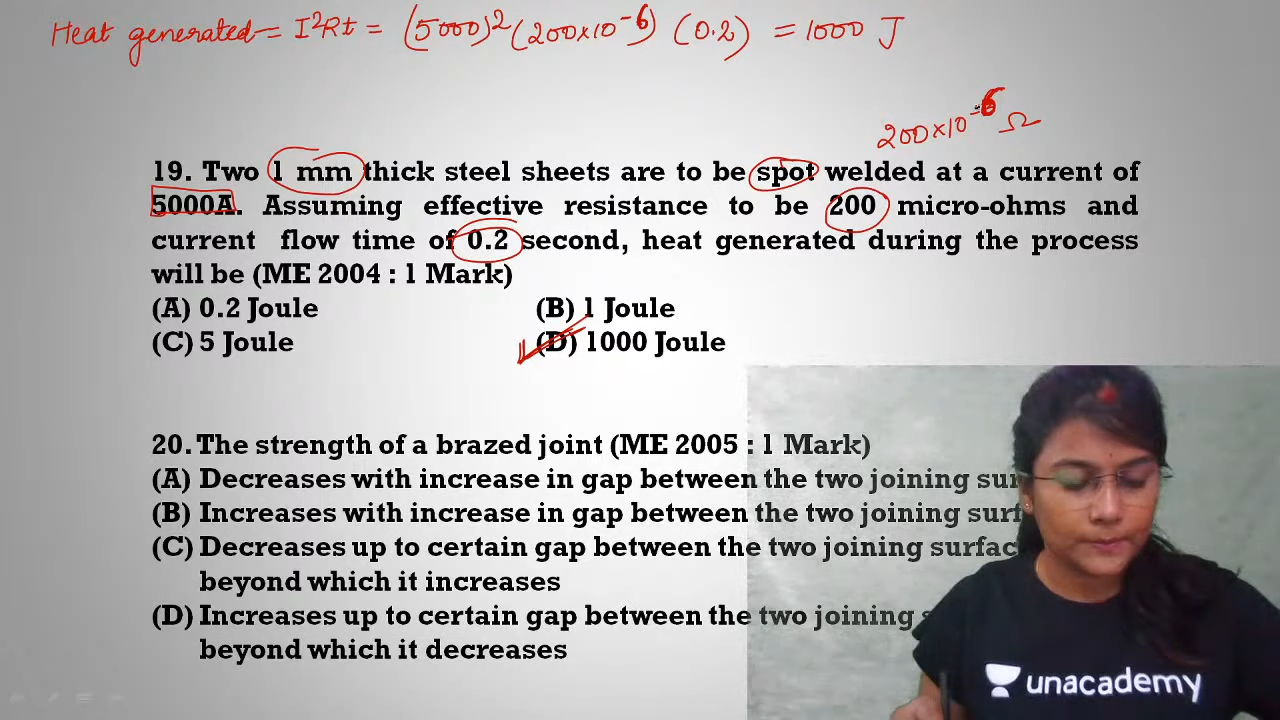 Heat generated = I²Rt = (5000)² (200×10⁻⁶) (0.2) = 1000 J
200×10⁻⁶ Ω
19. Two 1 mm thick steel sheets are to be spot welded at a current of
5000A. Assuming effective resistance to be 200 micro-ohms and
current flow time of 0.2 second, heat generated during the process
will be (ME 2004 : 1 Mark)
(A) 0.2 Joule (B) 1 Joule
(C) 5 Joule (D) 1000 Joule
20. The strength of a brazed joint (ME 2005 : 1 Mark)
(A) Decreases with increase in gap between the two joining
(B) Increases with increase in gap between the two joining
(C) Decreases up to certain gap between the two joining
beyond which it increases
(D) Increases up to certain gap between the two joining
beyond which it decreases
unacademy